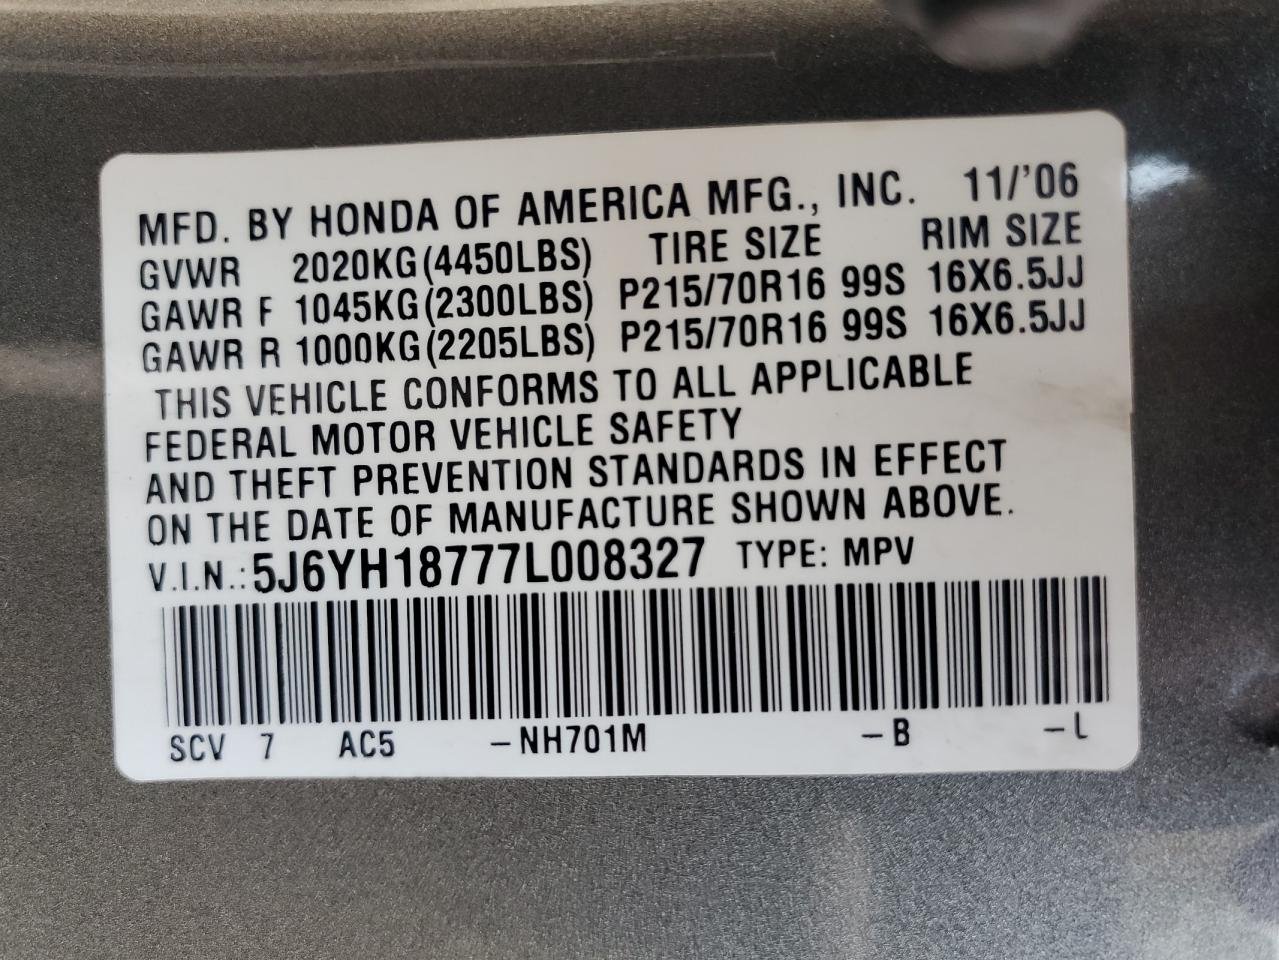 MFD. BY HONDA OF AMERICA MFG., INC. 11/'06
GVWR 2020KG(4450LBS) TIRE SIZE RIM SIZE
GAWR F 1045KG(2300LBS) P215/70R16 99S 16X6.5JJ
GAWR R 1000KG(2205LBS) P215/70R16 99S 16X6.5JJ
THIS VEHICLE CONFORMS TO ALL APPLICABLE
FEDERAL MOTOR VEHICLE SAFETY
AND THEFT PREVENTION STANDARDS IN EFFECT
ON THE DATE OF MANUFACTURE SHOWN ABOVE.
V.I.N.: 5J6YH18777L008327 TYPE: MPV
SCV 7 AC5 -NH701M -B -L